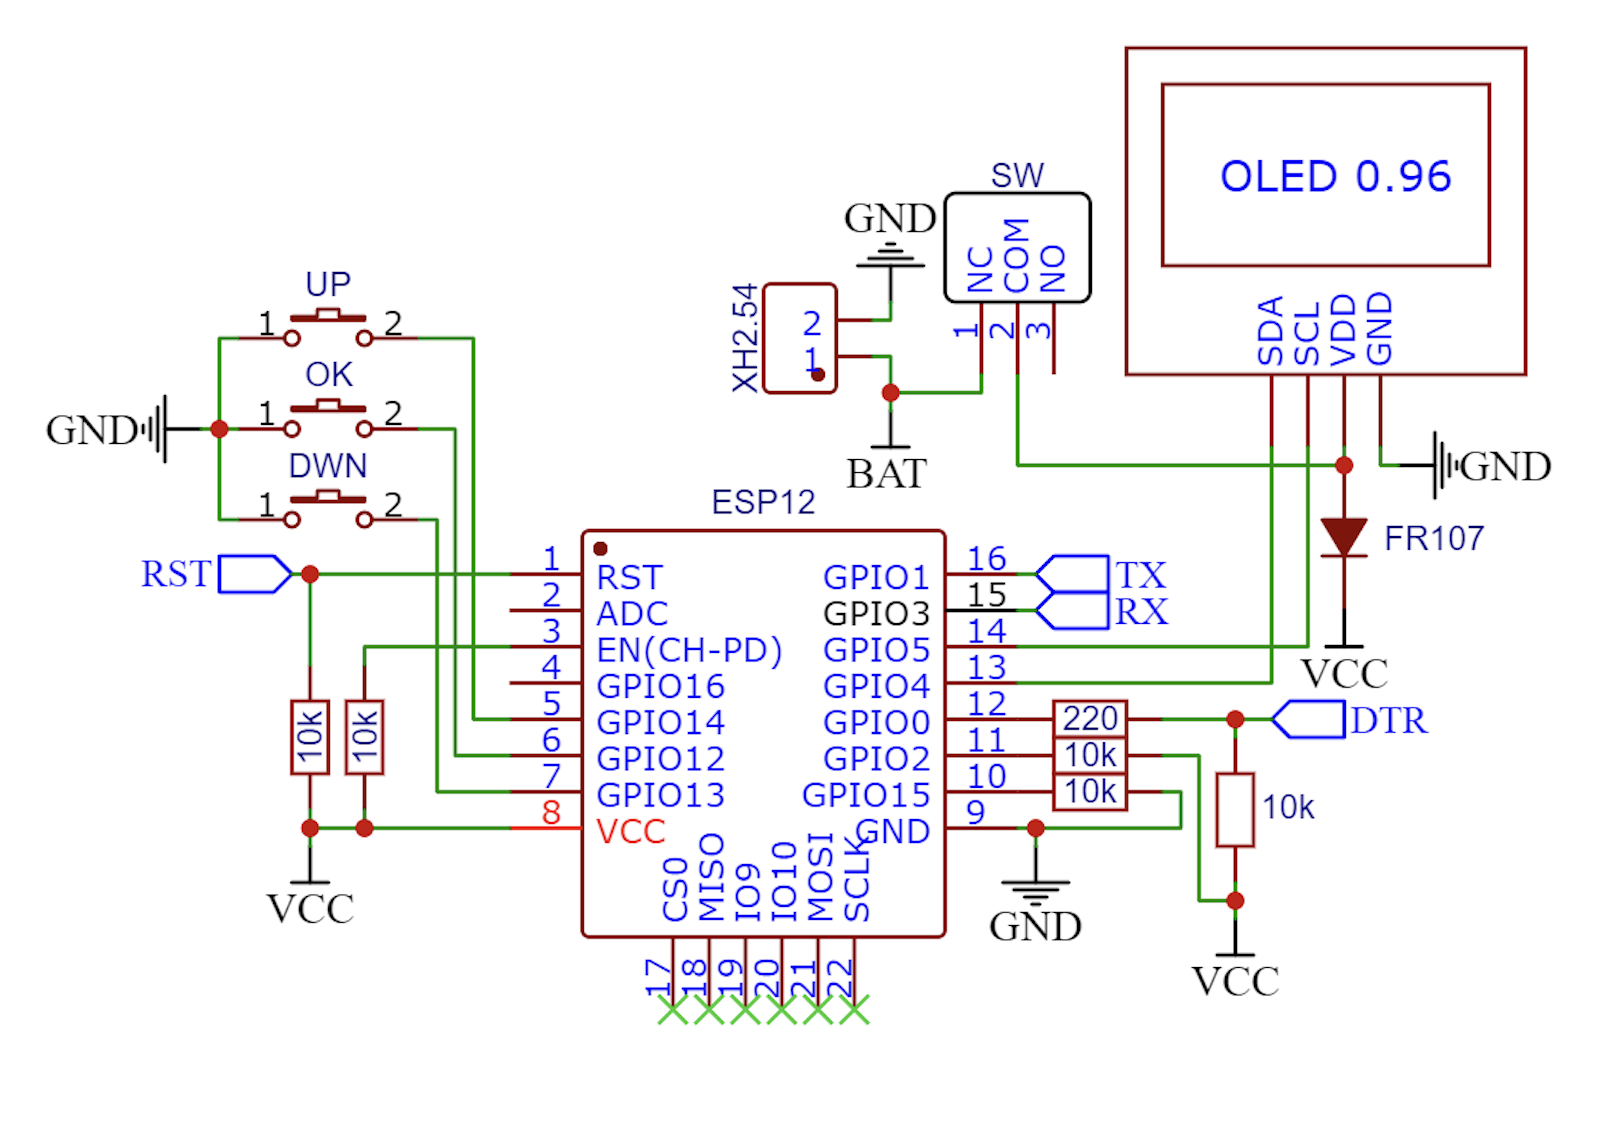 OLED 0.96
SDA
SCL
VDD
GND
SW
NC
COM
NO
1
2
3
GND
XH2.54
2
1
BAT
UP
1 2
OK
1 2
GND
DWN
1 2
GND
FR107
VCC
ESP12
RST
1 RST
2 ADC
3 EN(CH-PD)
4 GPIO16
5 GPIO14
6 GPIO12
7 GPIO13
8 VCC
GPIO1 16 TX
GPIO3 15 RX
GPIO5 14
GPIO4 13
GPIO0 12 220 DTR
GPIO2 11 10k
GPIO15 10 10k
GND 9
10k
10k
10k
VCC
GND
VCC
CS0
MISO
IO9
IO10
MOSI
SCLK
17
18
19
20
21
22